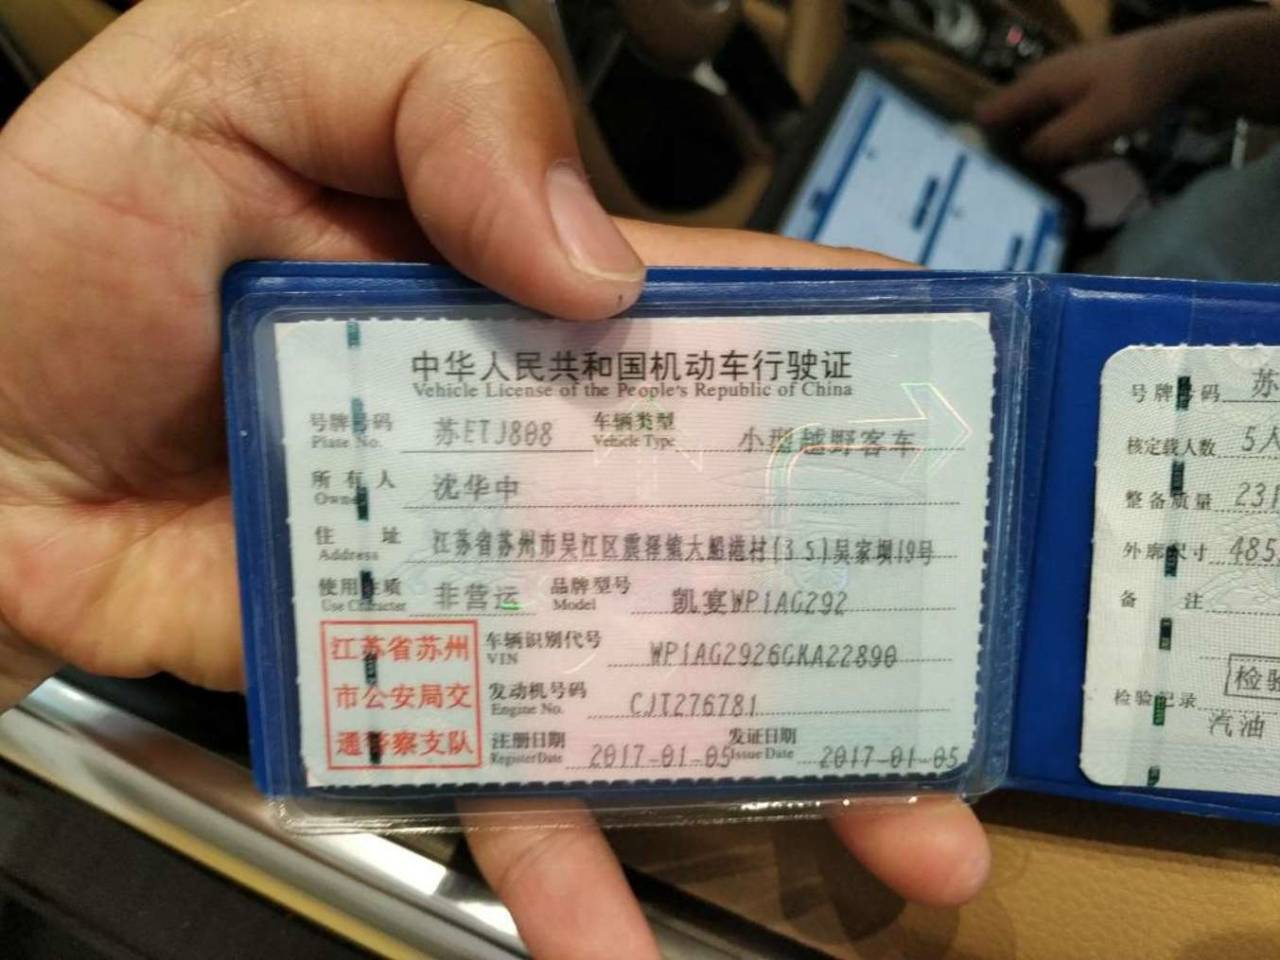 中华人民共和国机动车行驶证
Vehicle License of the People's Republic of China
号牌号码 苏ETJ808 车辆类型 小型越野客车
Plate No. Vehicle Type
所有人 沈华中
Owner
住址 江苏省苏州市吴江区震泽镇大船港村(35)吴家坝19号
Address
使用性质 非营运 品牌型号 凯宴WP1AG292
Use Character Model
江苏省苏州
市公安局交
通警察支队
车辆识别代号 WP1AG2926GKA22890
VIN
发动机号码 CJT276781
Engine No.
注册日期 2017-01-05 发证日期 2017-01-05
Register Date Issue Date
号牌号码 苏
核定载人数 5人
整备质量 231
外廓尺寸 485
备注
检验
检验记录
汽油